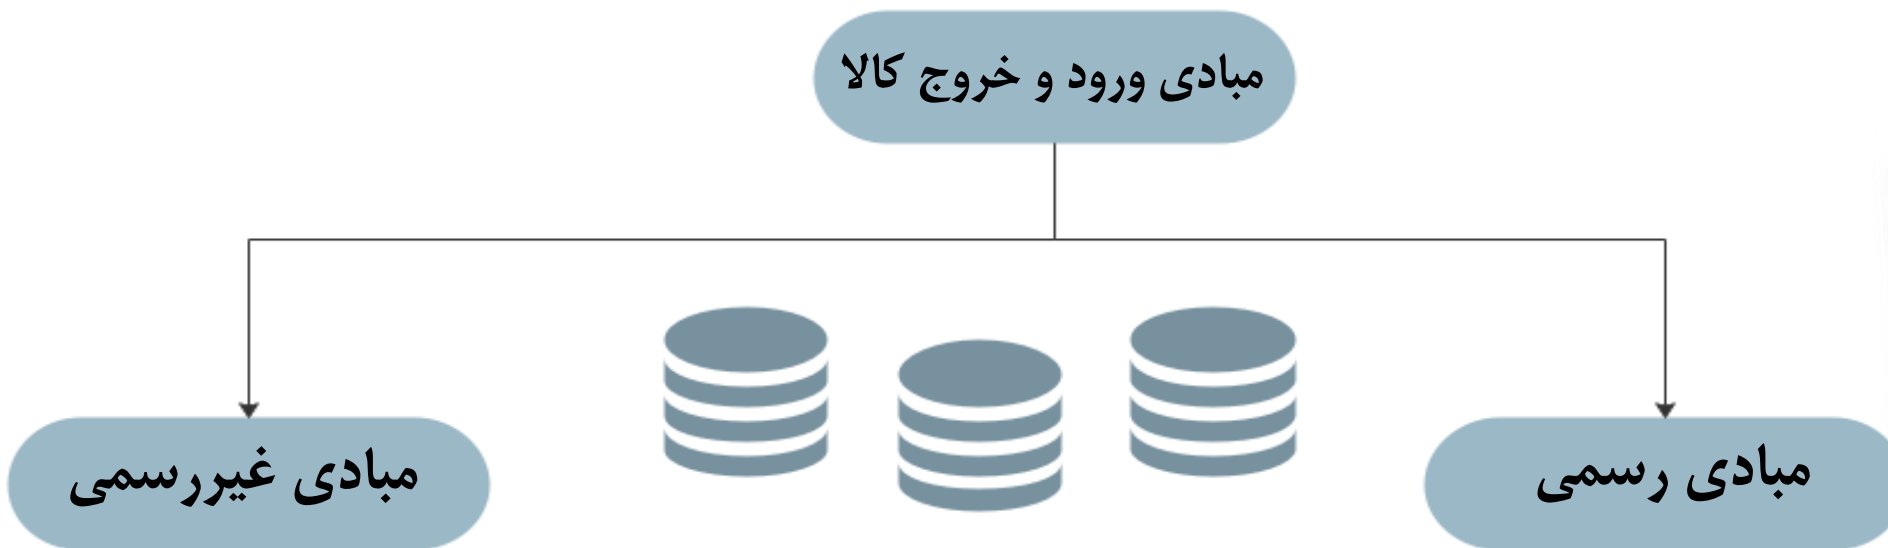 مبادی ورود و خروج کالا
مبادی رسمی
مبادی غیررسمی